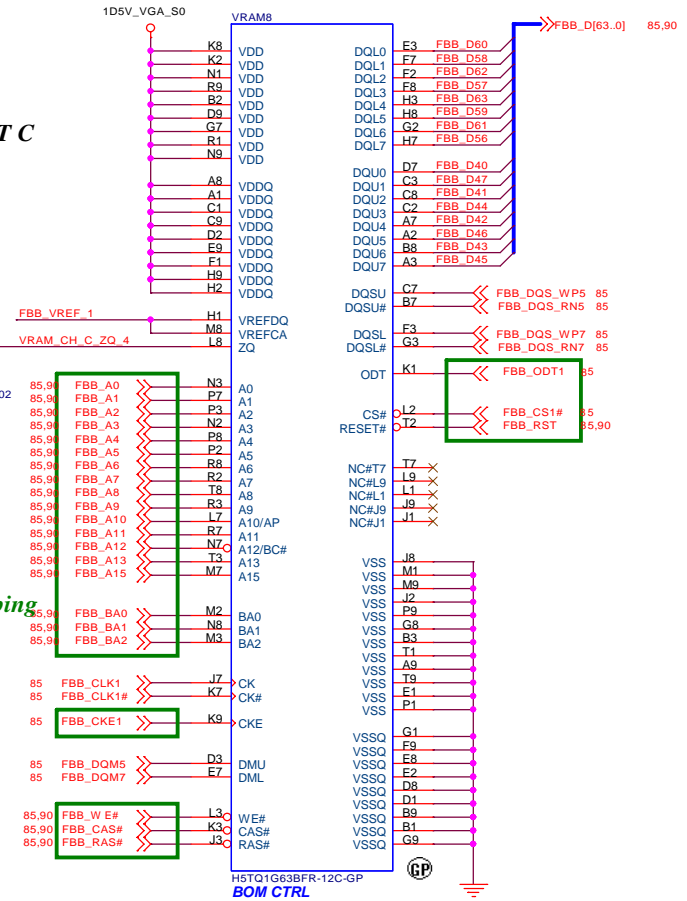 1D5V_VGA_S0
VRAM8
FBB_D[63..0] 85,90
K8 VDD DQL0 E3 FBB_D60
K2 VDD DQL1 F7 FBB_D58
N1 VDD DQL2 F2 FBB_D62
R9 VDD DQL3 F8 FBB_D57
B2 VDD DQL4 H3 FBB_D63
D9 VDD DQL5 H8 FBB_D59
G7 VDD DQL6 G2 FBB_D61
R1 VDD DQL7 H7 FBB_D56
N9 VDD
T C
A8 VDDQ DQU0 D7 FBB_D40
A1 VDDQ DQU1 C3 FBB_D47
C1 VDDQ DQU2 C8 FBB_D41
C9 VDDQ DQU3 C2 FBB_D44
D2 VDDQ DQU4 A7 FBB_D42
E9 VDDQ DQU5 A2 FBB_D46
F1 VDDQ DQU6 B8 FBB_D43
H9 VDDQ DQU7 A3 FBB_D45
H2 VDDQ
DQSU C7 FBB_DQS_WP5 85
DQSU# B7 FBB_DQS_RN5 85
FBB_VREF_1 H1 VREFDQ
M8 VREFCA DQSL F3 FBB_DQS_WP7 85
VRAM_CH_C_ZQ_4 L8 ZQ DQSL# G3 FBB_DQS_RN7 85
ODT K1 FBB_ODT1 85
02
85,90 FBB_A0 N3 A0
85,90 FBB_A1 P7 A1
85,90 FBB_A2 P3 A2 CS# L2 FBB_CS1# 85
85,90 FBB_A3 N2 A3 RESET# T2 FBB_RST 85,90
85,90 FBB_A4 P8 A4
85,90 FBB_A5 P2 A5
85,90 FBB_A6 R8 A6 NC#T7 T7
85,90 FBB_A7 R2 A7 NC#L9 L9
85,90 FBB_A8 T8 A8 NC#L1 L1
85,90 FBB_A9 R3 A9 NC#J9 J9
85,90 FBB_A10 L7 A10/AP NC#J1 J1
85,90 FBB_A11 R7 A11
85,90 FBB_A12 N7 A12/BC#
85,90 FBB_A13 T3 A13 VSS J8
85,90 FBB_A15 M7 A15 VSS M1
VSS M9
VSS J2
ping
85,90 FBB_BA0 M2 BA0 VSS P9
85,90 FBB_BA1 N8 BA1 VSS G8
85,90 FBB_BA2 M3 BA2 VSS B3
VSS T1
VSS A9
85 FBB_CLK1 J7 CK VSS T9
85 FBB_CLK1# K7 CK# VSS E1
VSS P1
85 FBB_CKE1 K9 CKE
VSSQ G1
VSSQ F9
85 FBB_DQM5 D3 DMU VSSQ E8
85 FBB_DQM7 E7 DML VSSQ E2
VSSQ D8
VSSQ D1
85,90 FBB_WE# L3 WE# VSSQ B9
85,90 FBB_CAS# K3 CAS# VSSQ B1
85,90 FBB_RAS# J3 RAS# VSSQ G9
GP
H5TQ1G63BFR-12C-GP
BOM CTRL